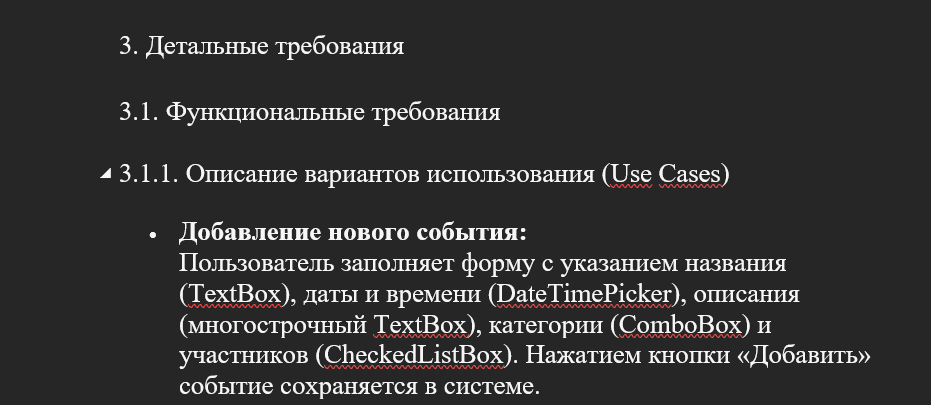 3. Детальные требования
3.1. Функциональные требования
3.1.1. Описание вариантов использования (Use Cases)
• Добавление нового события:
Пользователь заполняет форму с указанием названия
(TextBox), даты и времени (DateTimePicker), описания
(многострочный TextBox), категории (ComboBox) и
участников (CheckedListBox). Нажатием кнопки «Добавить»
событие сохраняется в системе.